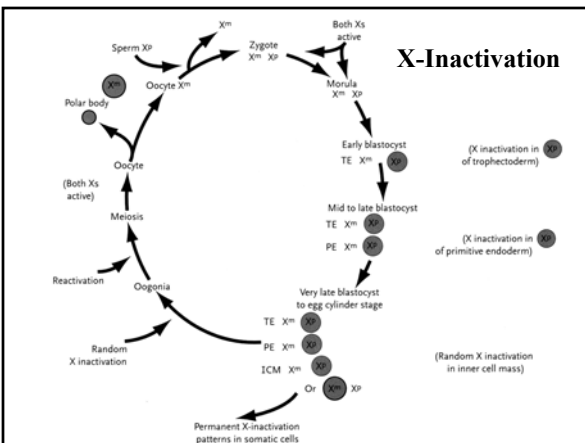 X-Inactivation
Xᵐ
Sperm Xᵖ
Oocyte Xᵐ
Zygote
Xᵐ Xᵖ
Both Xs
active
Morula
Xᵐ Xᵖ
Early blastocyst
TE Xᵐ Xᵖ
(X inactivation in Xᵖ
of trophectoderm)
Mid to late blastocyst
TE Xᵐ Xᵖ
PE Xᵐ Xᵖ
(X inactivation in Xᵖ
of primitive endoderm)
Very late blastocyst
to egg cylinder stage
TE Xᵐ Xᵖ
PE Xᵐ Xᵖ
ICM Xᵐ Xᵖ
Or Xᵐ Xᵖ
(Random X inactivation
in inner cell mass)
Permanent X-inactivation
patterns in somatic cells
Random
X inactivation
Oogonia
Reactivation
Meiosis
(Both Xs
active)
Oocyte
Polar body
Xᵐ